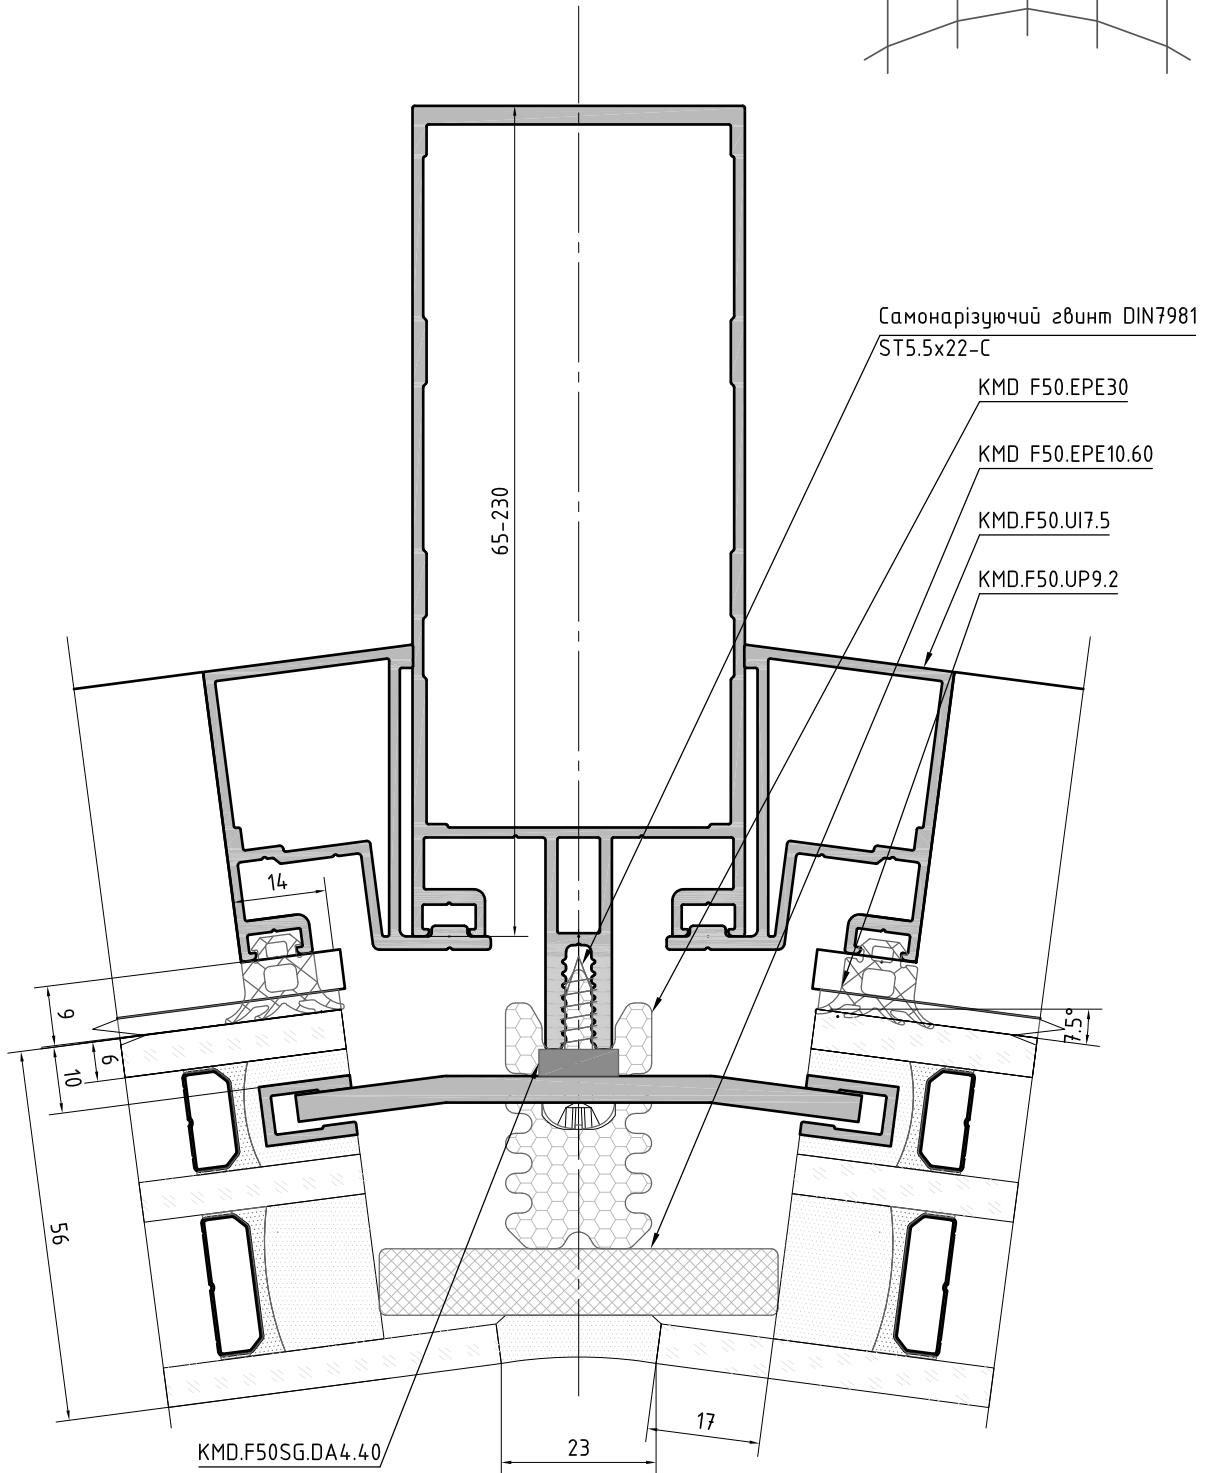 Самонарізуючий гвинт DIN7981
ST5.5x22-C
KMD F50.EPE30
KMD F50.EPE10.60
65-230
KMD.F50.UI7.5
KMD.F50.UP9.2
14
9
7.5°
6
10
56
17
23
KMD.F50SG.DA4.40